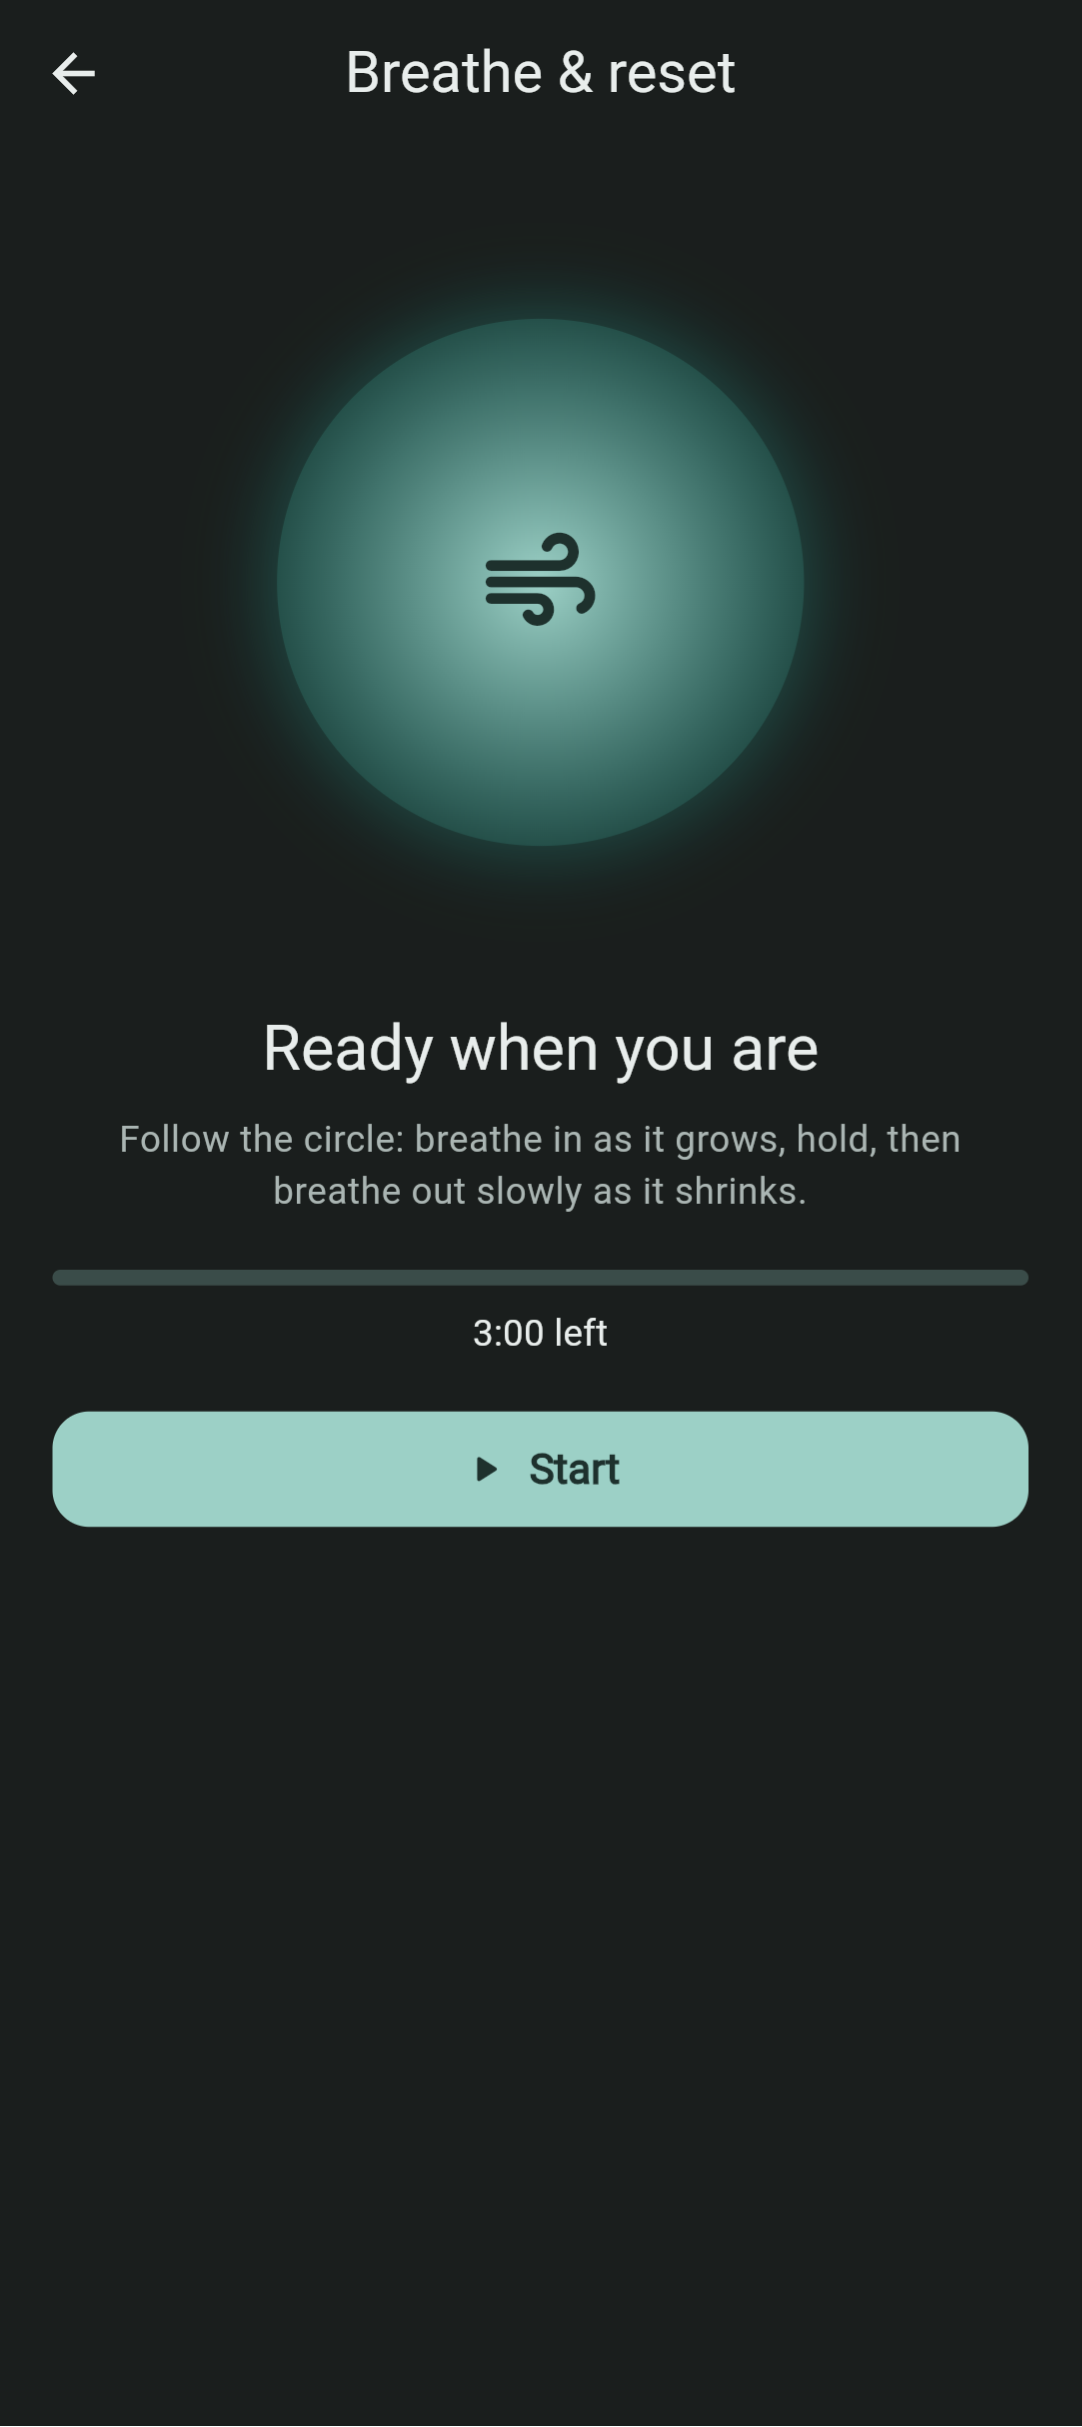 Breathe & reset
Ready when you are
Follow the circle: breathe in as it grows, hold, then
breathe out slowly as it shrinks.
3:00 left
Start